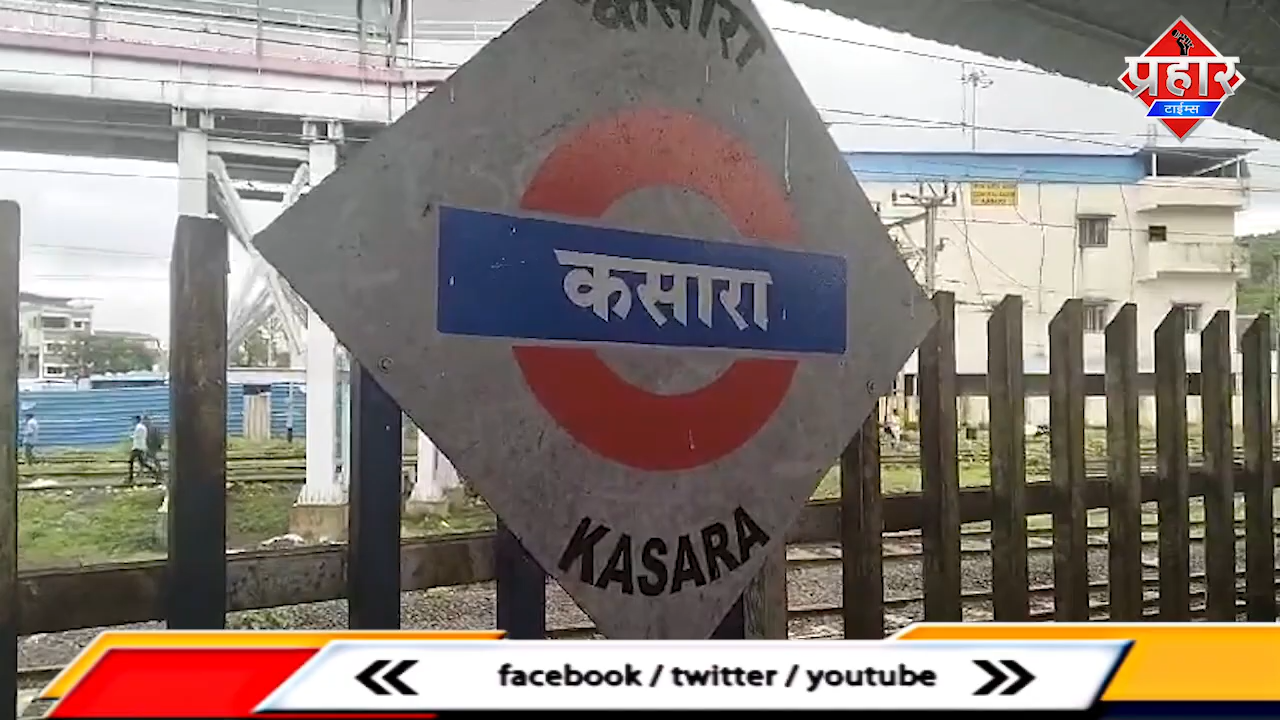 कसारा
प्रहार
टाईम्स
कसारा
KASARA
facebook / twitter / youtube